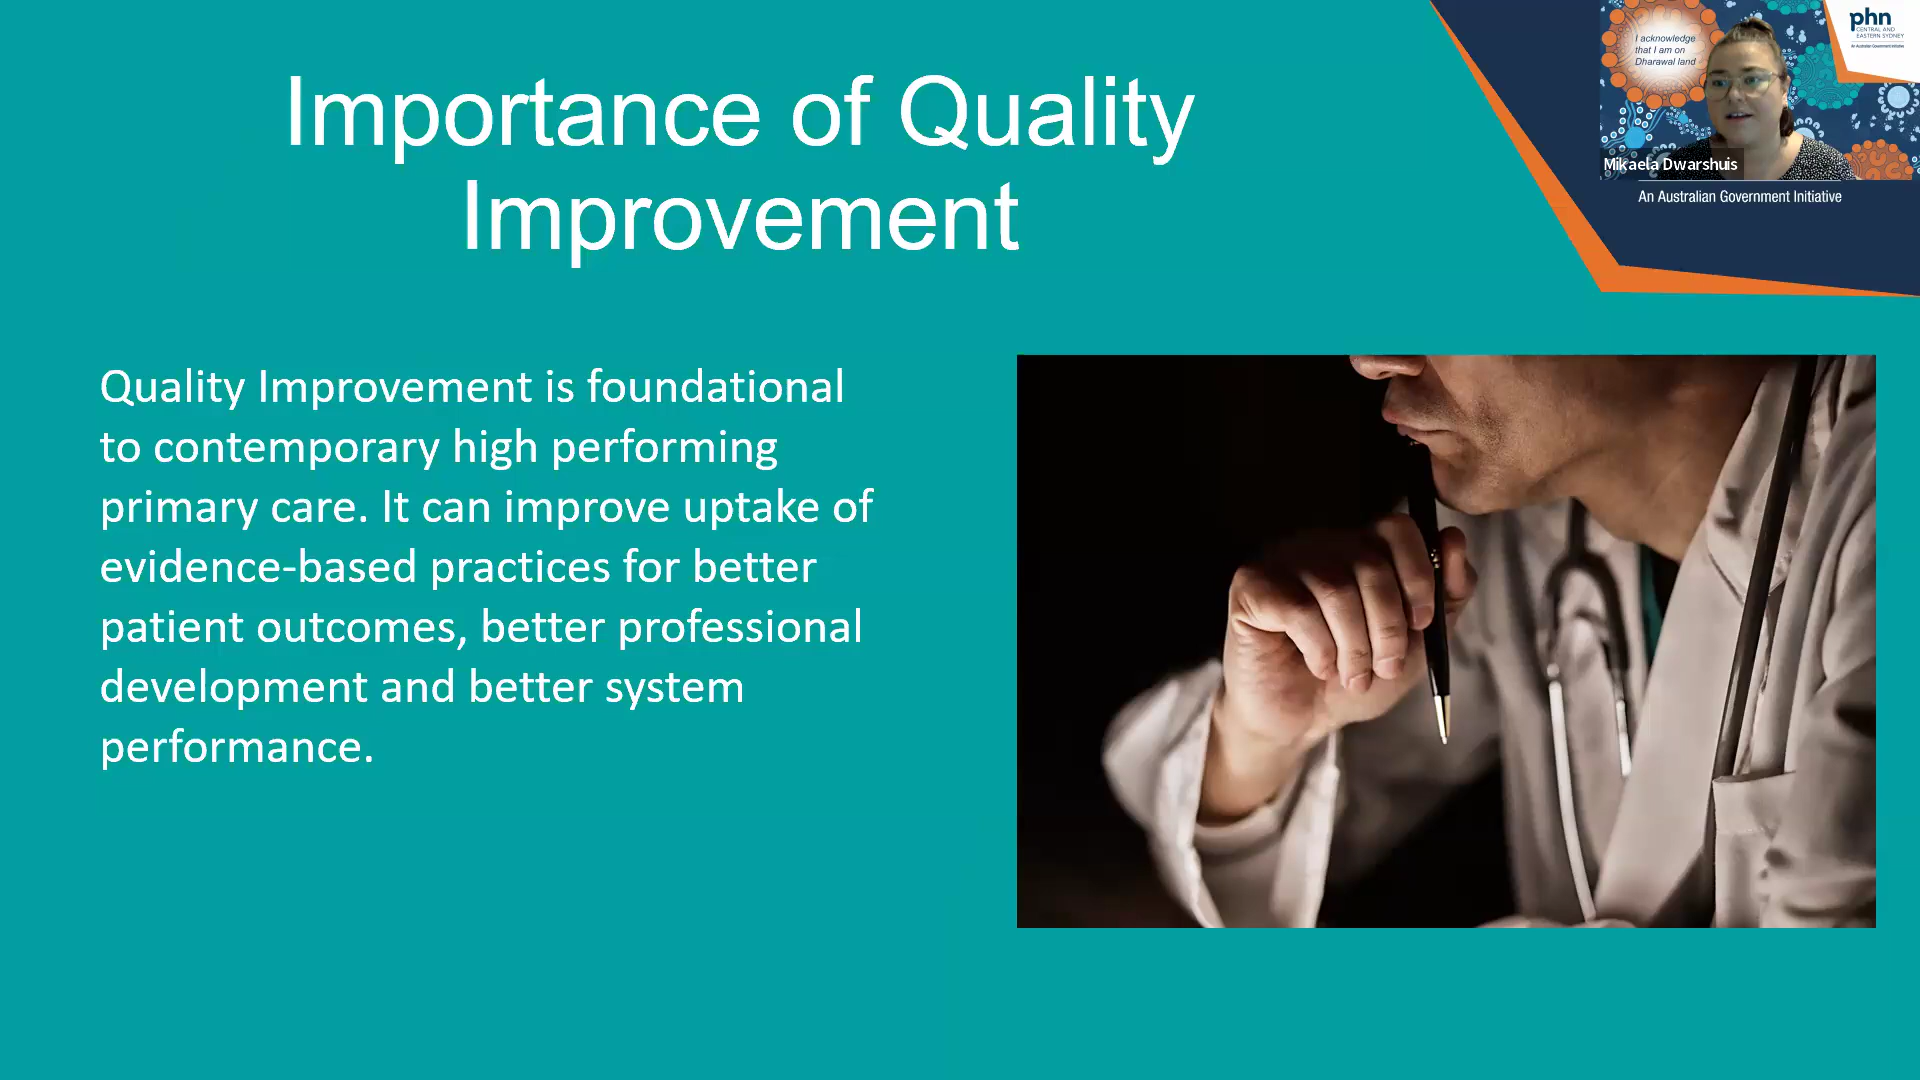 Importance of Quality
Improvement
Quality Improvement is foundational
to contemporary high performing
primary care. It can improve uptake of
evidence-based practices for better
patient outcomes, better professional
development and better system
performance.
I acknowledge
that I am on
Dharawal land
phn
CENTRAL AND
EASTERN SYDNEY
An Australian Government Initiative
Mikaela Dwarshuis
An Australian Government Initiative